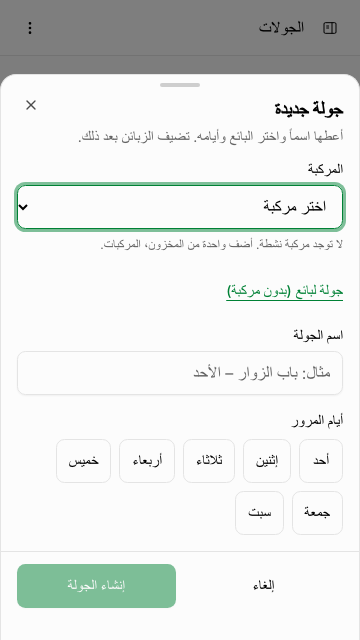 الجولات
جولة جديدة
أعطها اسماً واختر البائع وأيامه. تضيف الزبائن بعد ذلك.
المركبة
اختر مركبة
لا توجد مركبة نشطة. أضف واحدة من المخزون، المركبات.
جولة لبائع (بدون مركبة)
اسم الجولة
مثال: باب الزوار – الأحد
أيام المرور
أحد إثنين ثلاثاء أربعاء خميس
جمعة سبت
إلغاء إنشاء الجولة